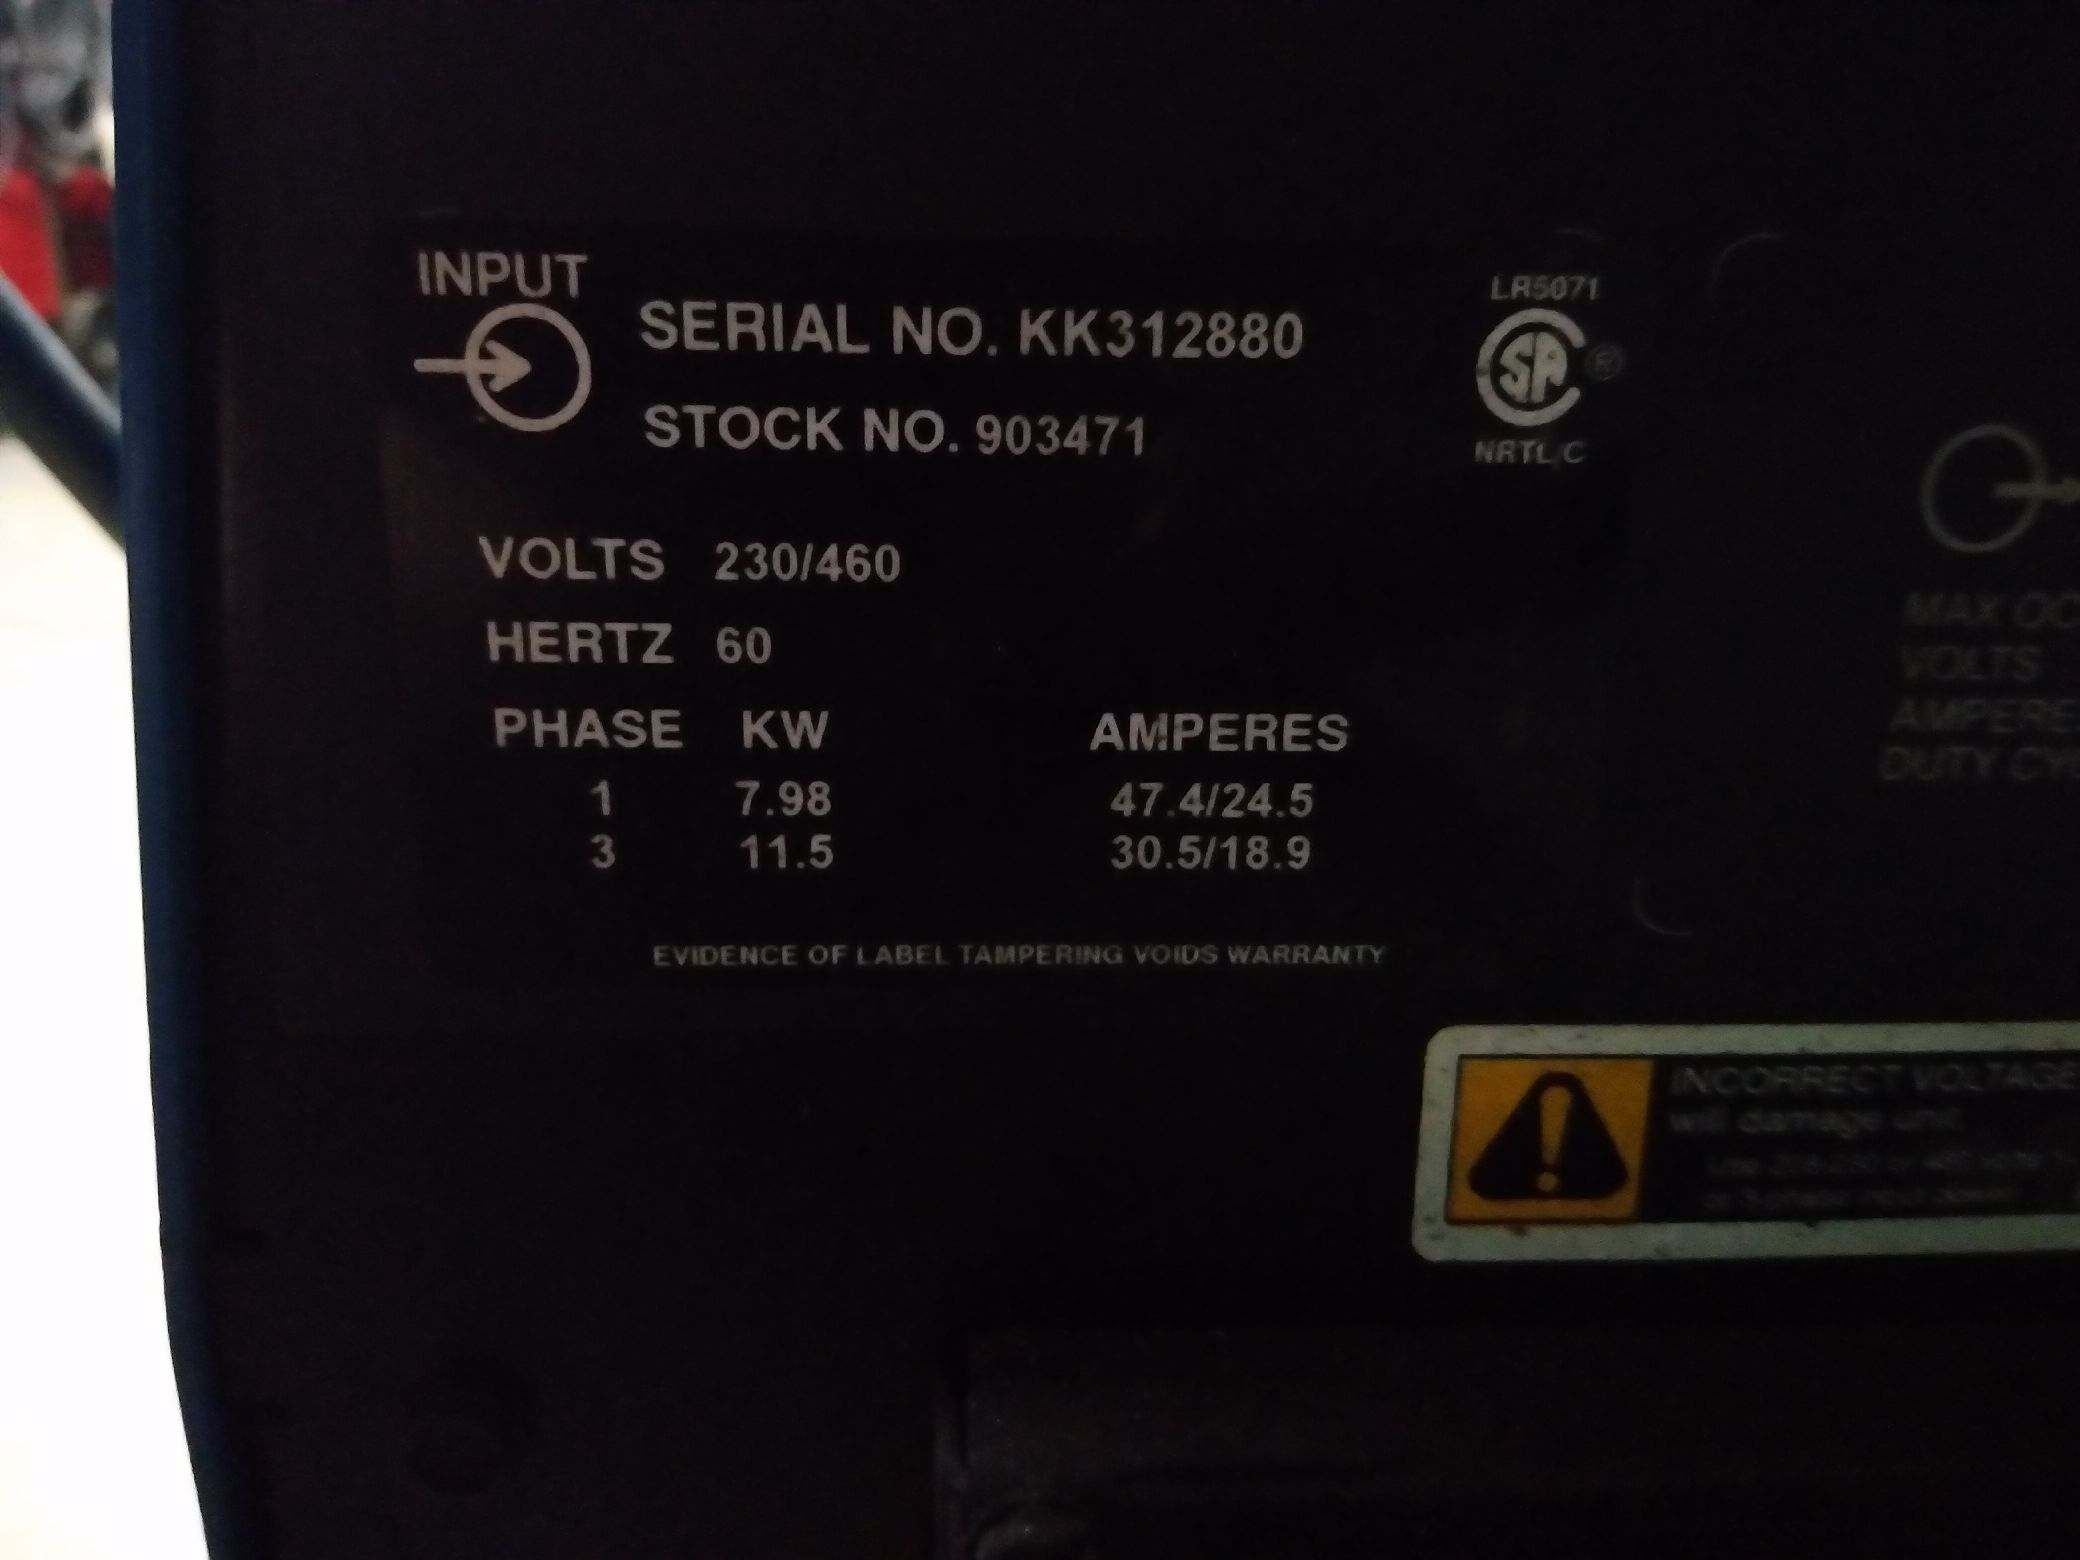 INPUT
SERIAL NO. KK312880
STOCK NO. 903471
LR5071
SA ®
NRTL/C
VOLTS 230/460
HERTZ 60
PHASE KW AMPERES
1 7.98 47.4/24.5
3 11.5 30.5/18.9
EVIDENCE OF LABEL TAMPERING VOIDS WARRANTY
MAX OC
VOLTS
AMPERE
DUTY CY
INCORRECT VOLTAGE
will damage unit.